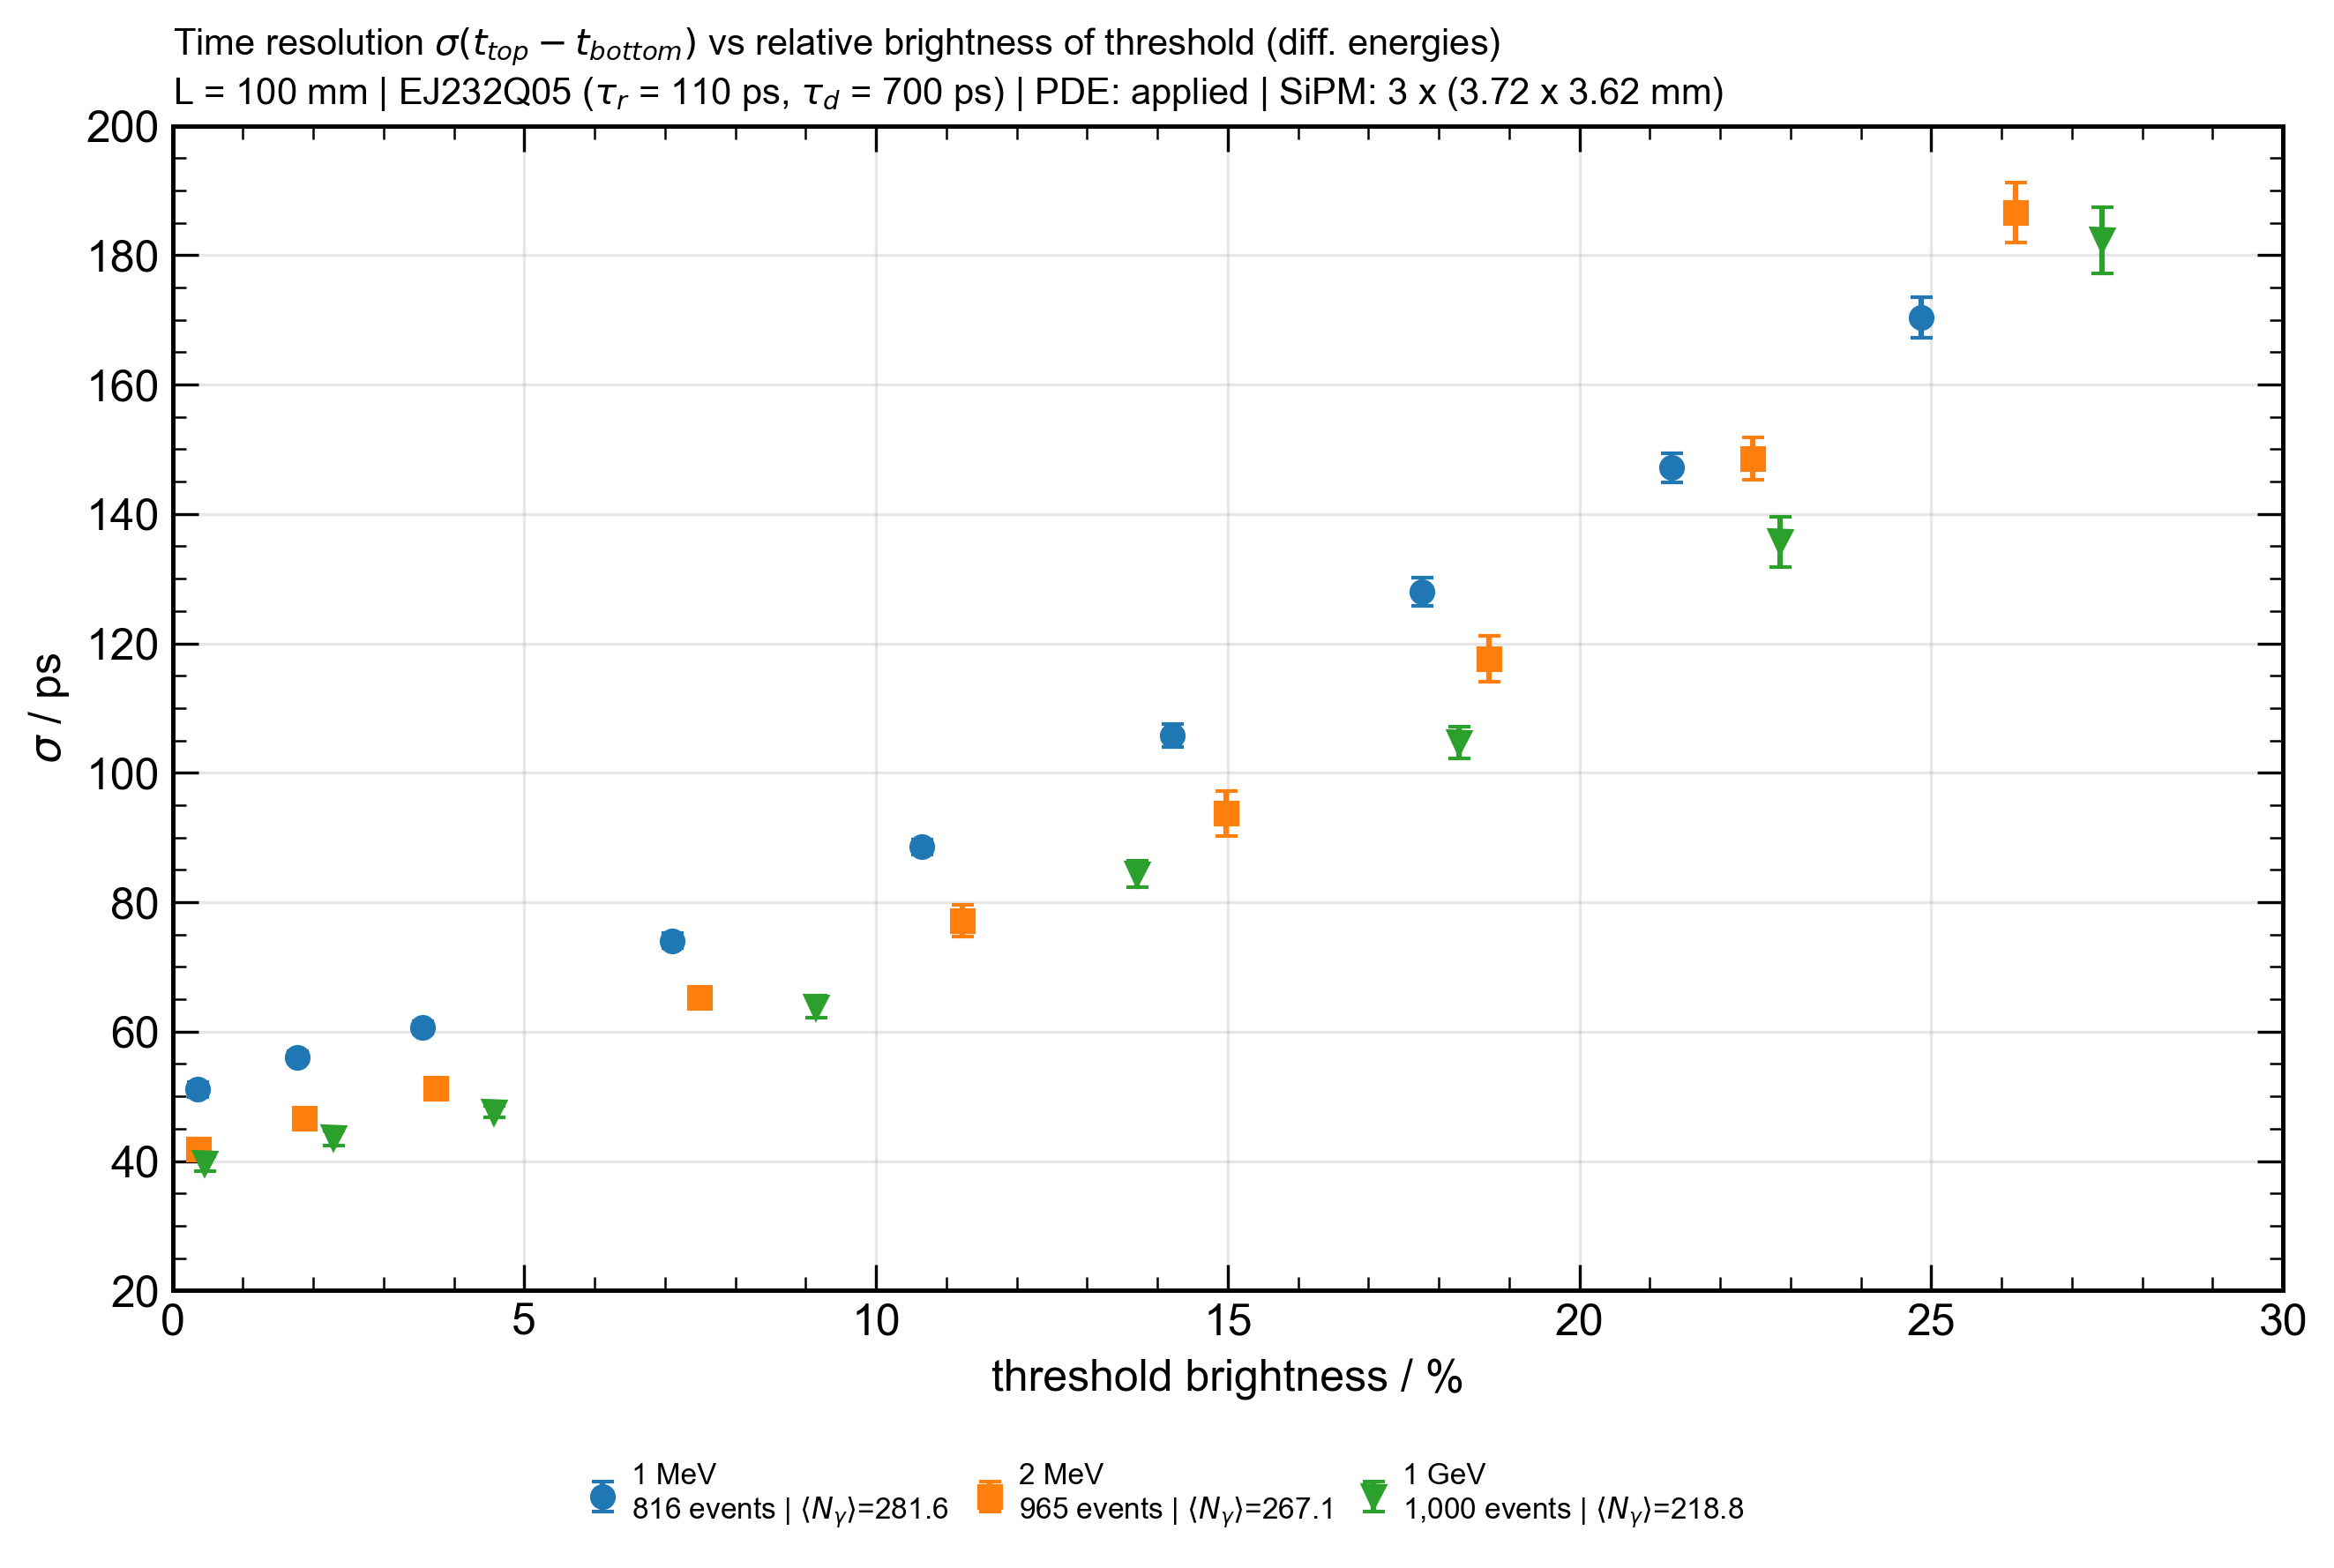 Time resolution σ(t_top − t_bottom) vs relative brightness of threshold (diff. energies)
L = 100 mm | EJ232Q05 (τ_r = 110 ps, τ_d = 700 ps) | PDE: applied | SiPM: 3 x (3.72 x 3.62 mm)
200
180
160
140
120
100
80
60
40
20
σ / ps
0 5 10 15 20 25 30
threshold brightness / %
1 MeV
816 events | ⟨N_γ⟩=281.6
2 MeV
965 events | ⟨N_γ⟩=267.1
1 GeV
1,000 events | ⟨N_γ⟩=218.8